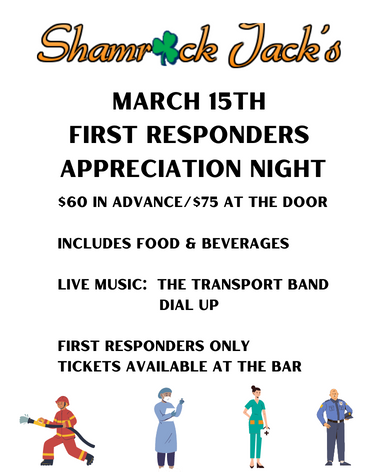 Shamrock Jack's
MARCH 15TH
FIRST RESPONDERS
APPRECIATION NIGHT
$60 IN ADVANCE/$75 AT THE DOOR
INCLUDES FOOD & BEVERAGES
LIVE MUSIC: THE TRANSPORT BAND
DIAL UP
FIRST RESPONDERS ONLY
TICKETS AVAILABLE AT THE BAR